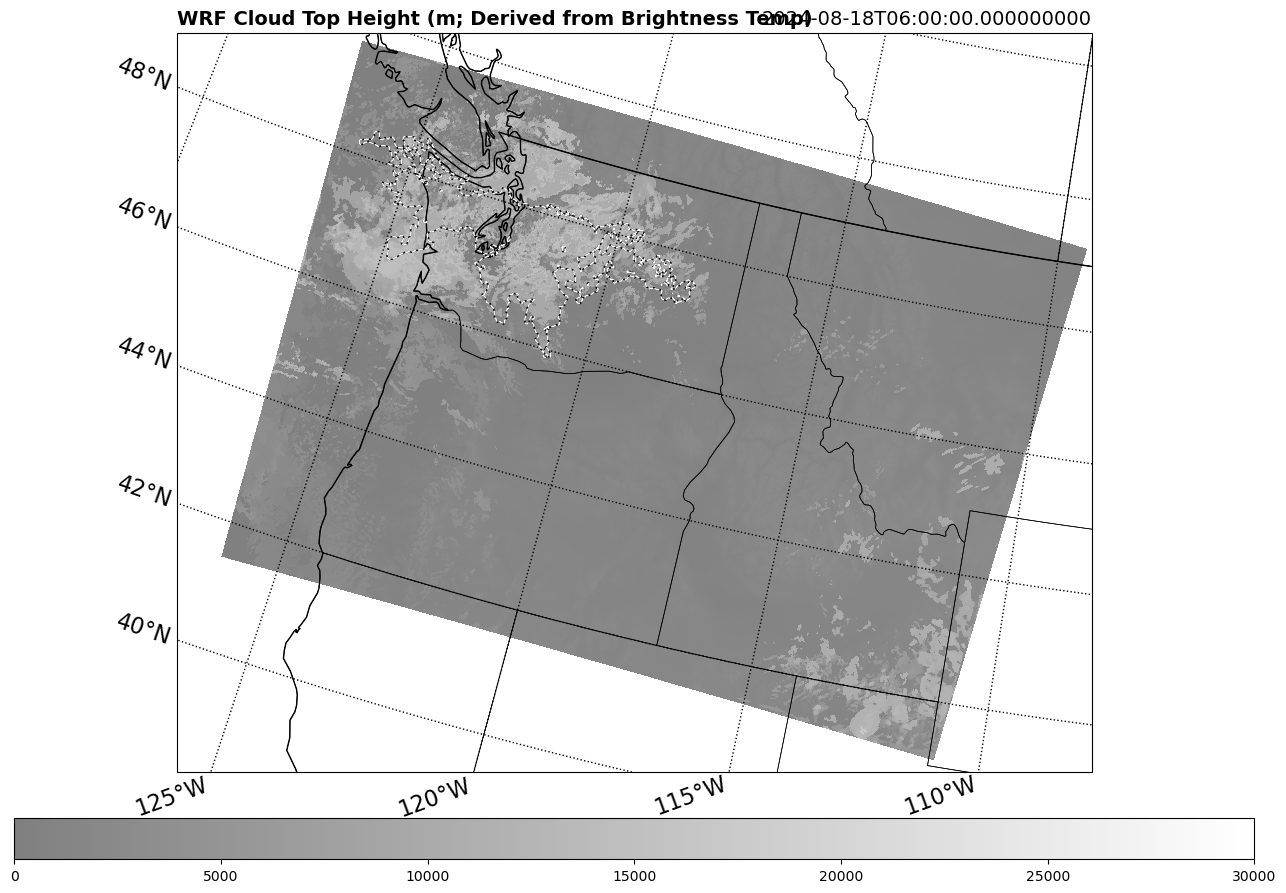 WRF Cloud Top Height (m; Derived from Brightness Temp) 2024-08-18T06:00:00.000000000
48°N
46°N
44°N
42°N
40°N
125°W 120°W 115°W 110°W
0 5000 10000 15000 20000 25000 30000